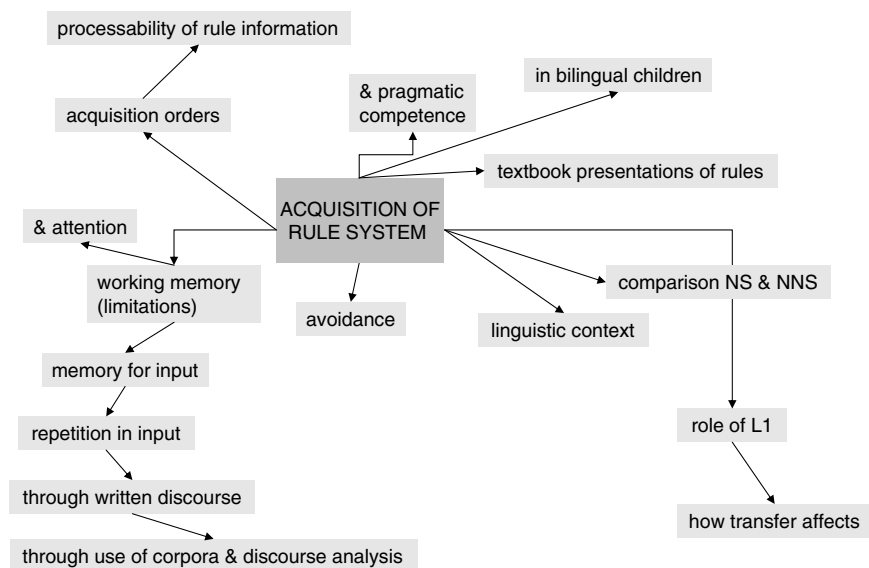 processability of rule information
in bilingual children
& pragmatic
competence
acquisition orders
textbook presentations of rules
ACQUISITION OF
RULE SYSTEM
& attention
working memory
(limitations)
comparison NS & NNS
avoidance
linguistic context
memory for input
repetition in input
role of L1
through written discourse
how transfer affects
through use of corpora & discourse analysis